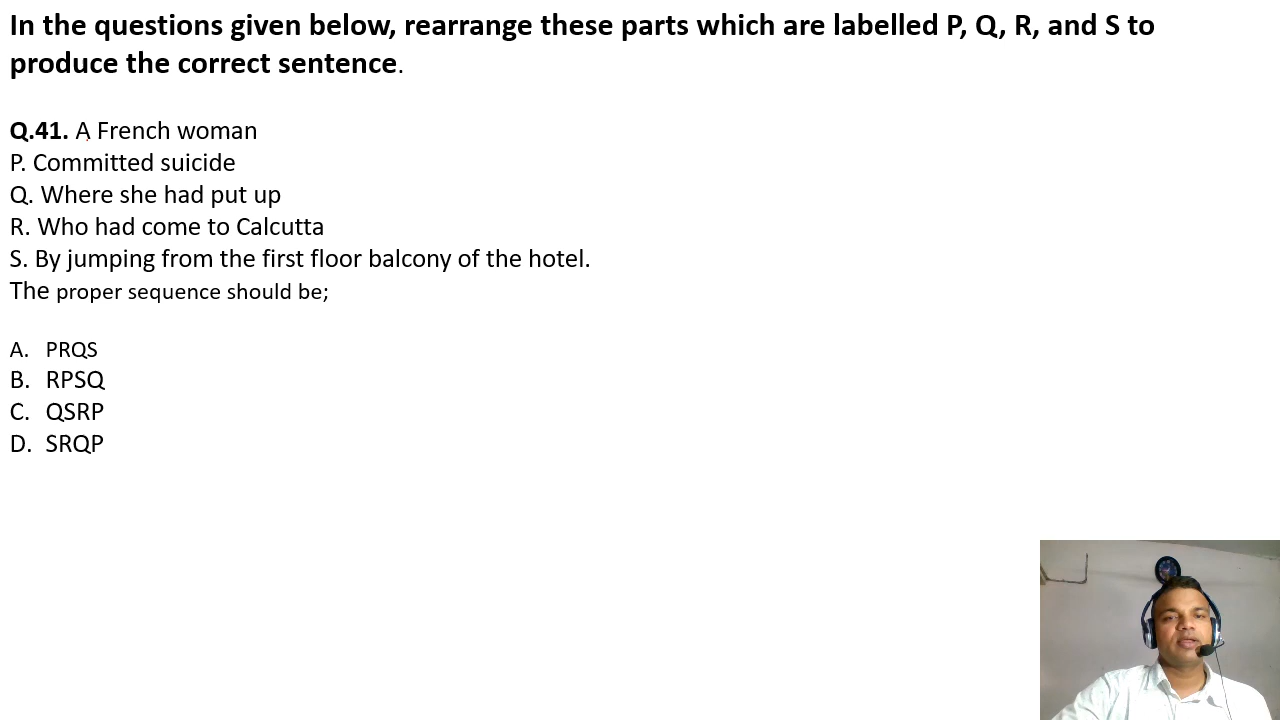 In the questions given below, rearrange these parts which are labelled P, Q, R, and S to
produce the correct sentence.
Q.41. A French woman
P. Committed suicide
Q. Where she had put up
R. Who had come to Calcutta
S. By jumping from the first floor balcony of the hotel.
The proper sequence should be;
A. PRQS
B. RPSQ
C. QSRP
D. SRQP